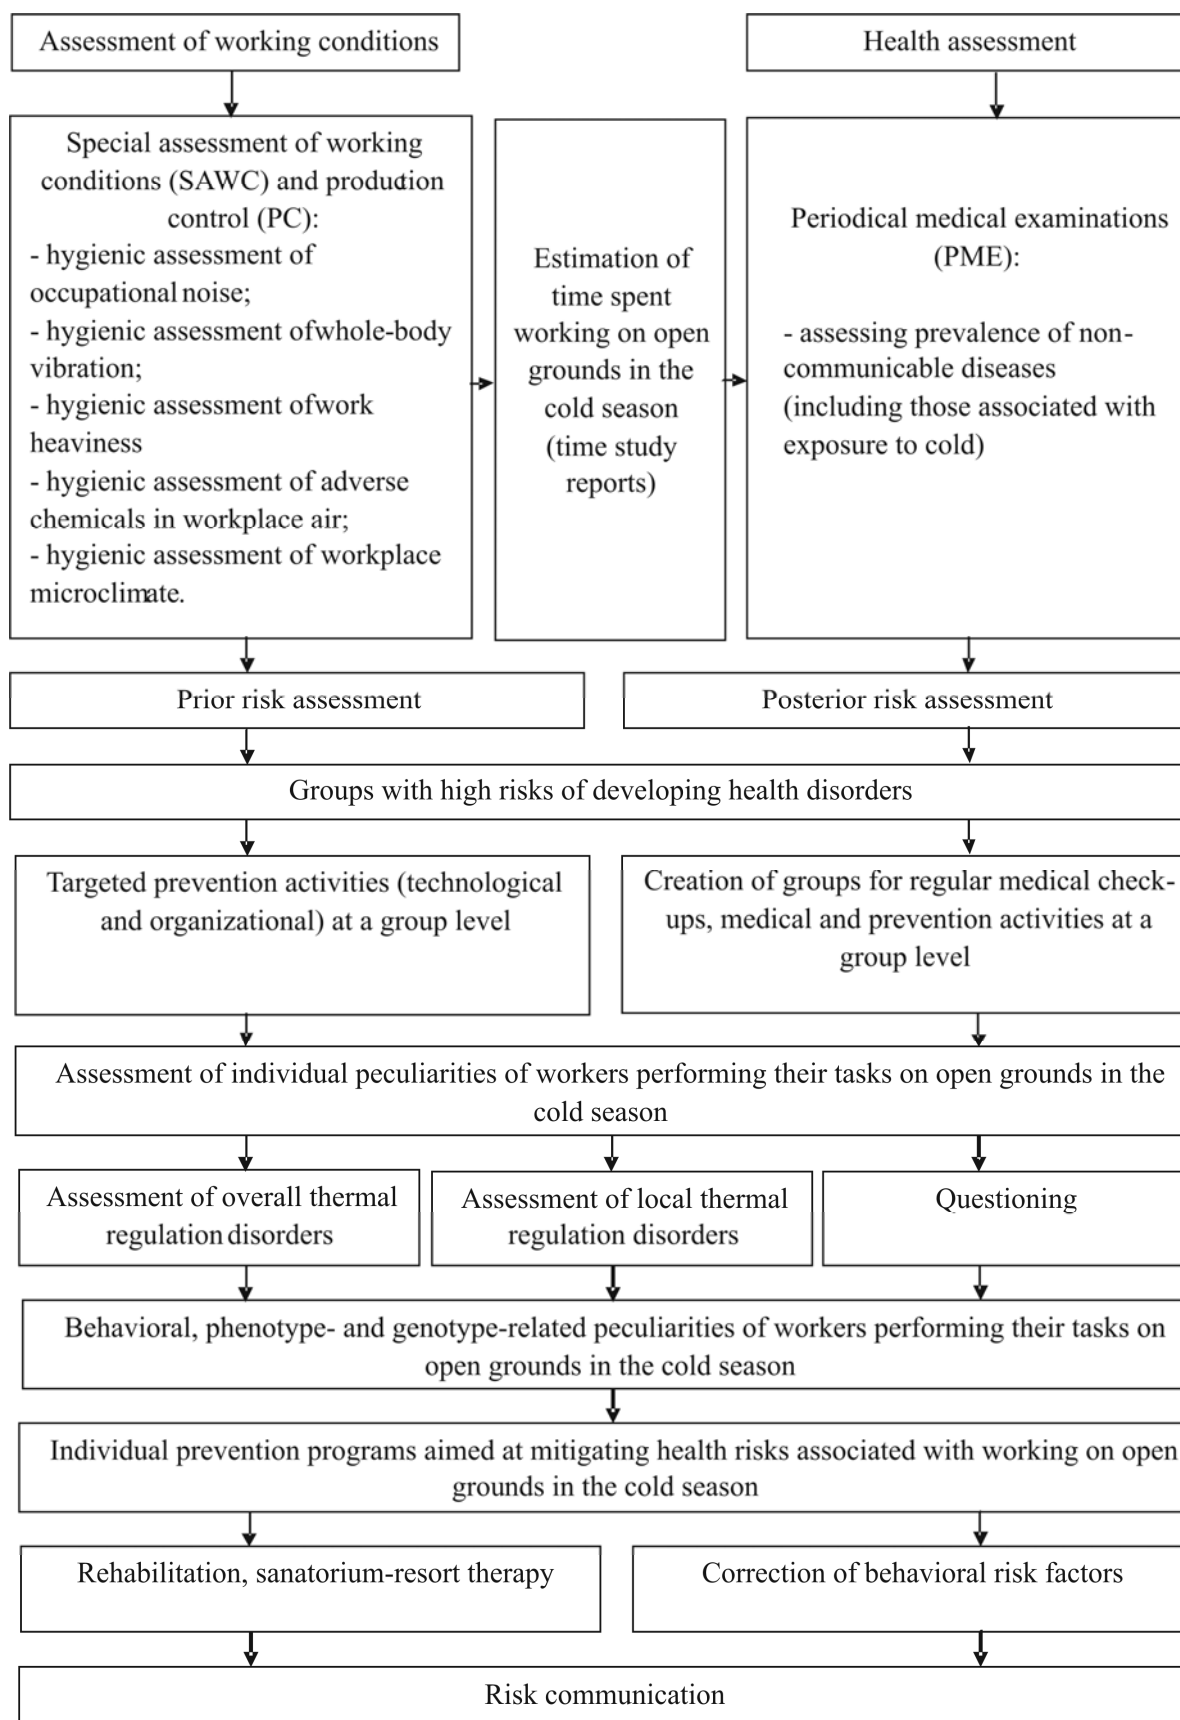 Assessment of working conditions
Health assessment
Special assessment of working
conditions (SAWC) and production
control (PC):
- hygienic assessment of
occupational noise;
- hygienic assessment of whole-body
vibration;
- hygienic assessment of work
heaviness
- hygienic assessment of adverse
chemicals in workplace air;
- hygienic assessment of workplace
microclimate.
Estimation of
time spent
working on open
grounds in the
cold season
(time study
reports)
Periodical medical examinations
(PME):
- assessing prevalence of non-
communicable diseases
(including those associated with
exposure to cold)
Prior risk assessment
Posterior risk assessment
Groups with high risks of developing health disorders
Targeted prevention activities (technological
and organizational) at a group level
Creation of groups for regular medical check-
ups, medical and prevention activities at a
group level
Assessment of individual peculiarities of workers performing their tasks on open grounds in the
cold season
Assessment of overall thermal
regulation disorders
Assessment of local thermal
regulation disorders
Questioning
Behavioral, phenotype- and genotype-related peculiarities of workers performing their tasks on
open grounds in the cold season
Individual prevention programs aimed at mitigating health risks associated with working on open
grounds in the cold season
Rehabilitation, sanatorium-resort therapy
Correction of behavioral risk factors
Risk communication